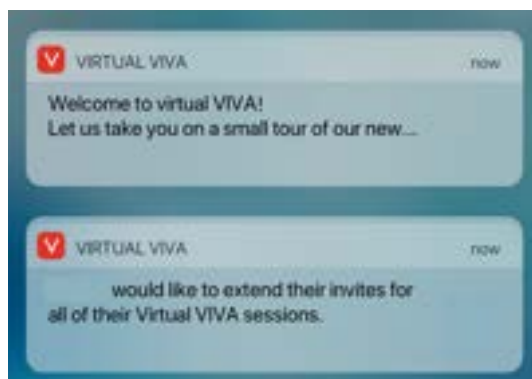 VIRTUAL VIVA now
Welcome to virtual VIVA!
Let us take you on a small tour of our new...
VIRTUAL VIVA now
would like to extend their invites for
all of their Virtual VIVA sessions.